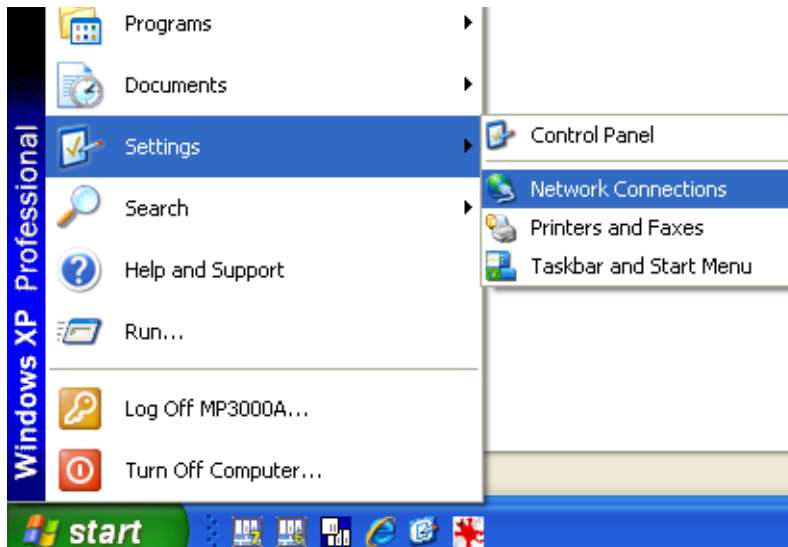 Programs
Documents
Settings
Search
Help and Support
Run...
Log Off MP3000A...
Turn Off Computer...
Control Panel
Network Connections
Printers and Faxes
Taskbar and Start Menu
Windows XP Professional
start